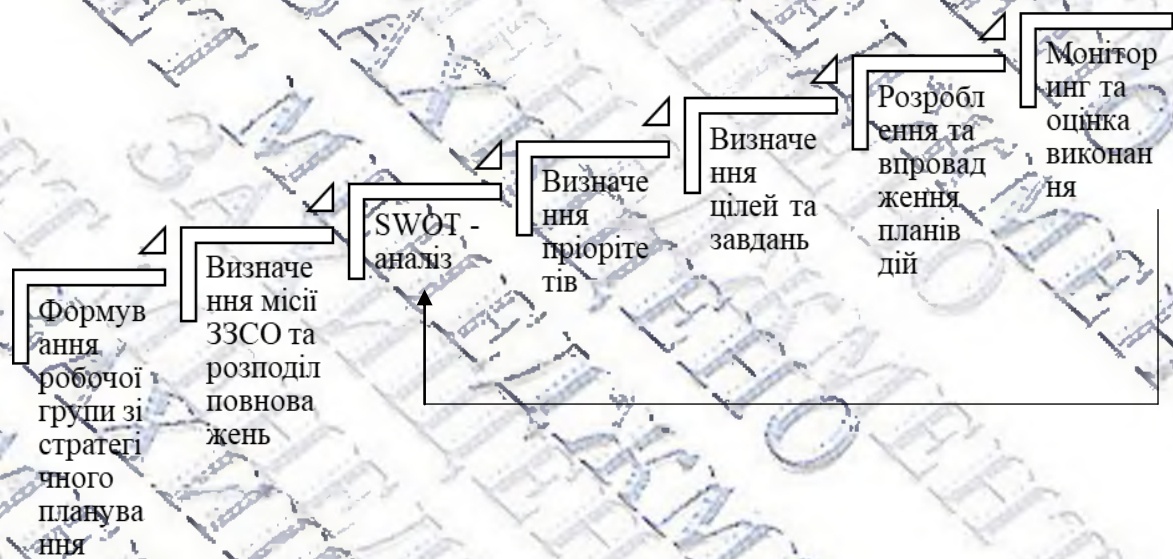 Формув
ання
робочої
групи зі
стратегі
чного
планува
ння
Визначе
ння місії
ЗЗСО та
розподіл
повнова
жень
SWOT -
аналіз
Визначе
ння
пріоріте
тів
Визначе
ння
цілей та
завдань
Розробл
ення та
впровад
ження
планів
дій
Монітор
инг та
оцінка
виконан
ня